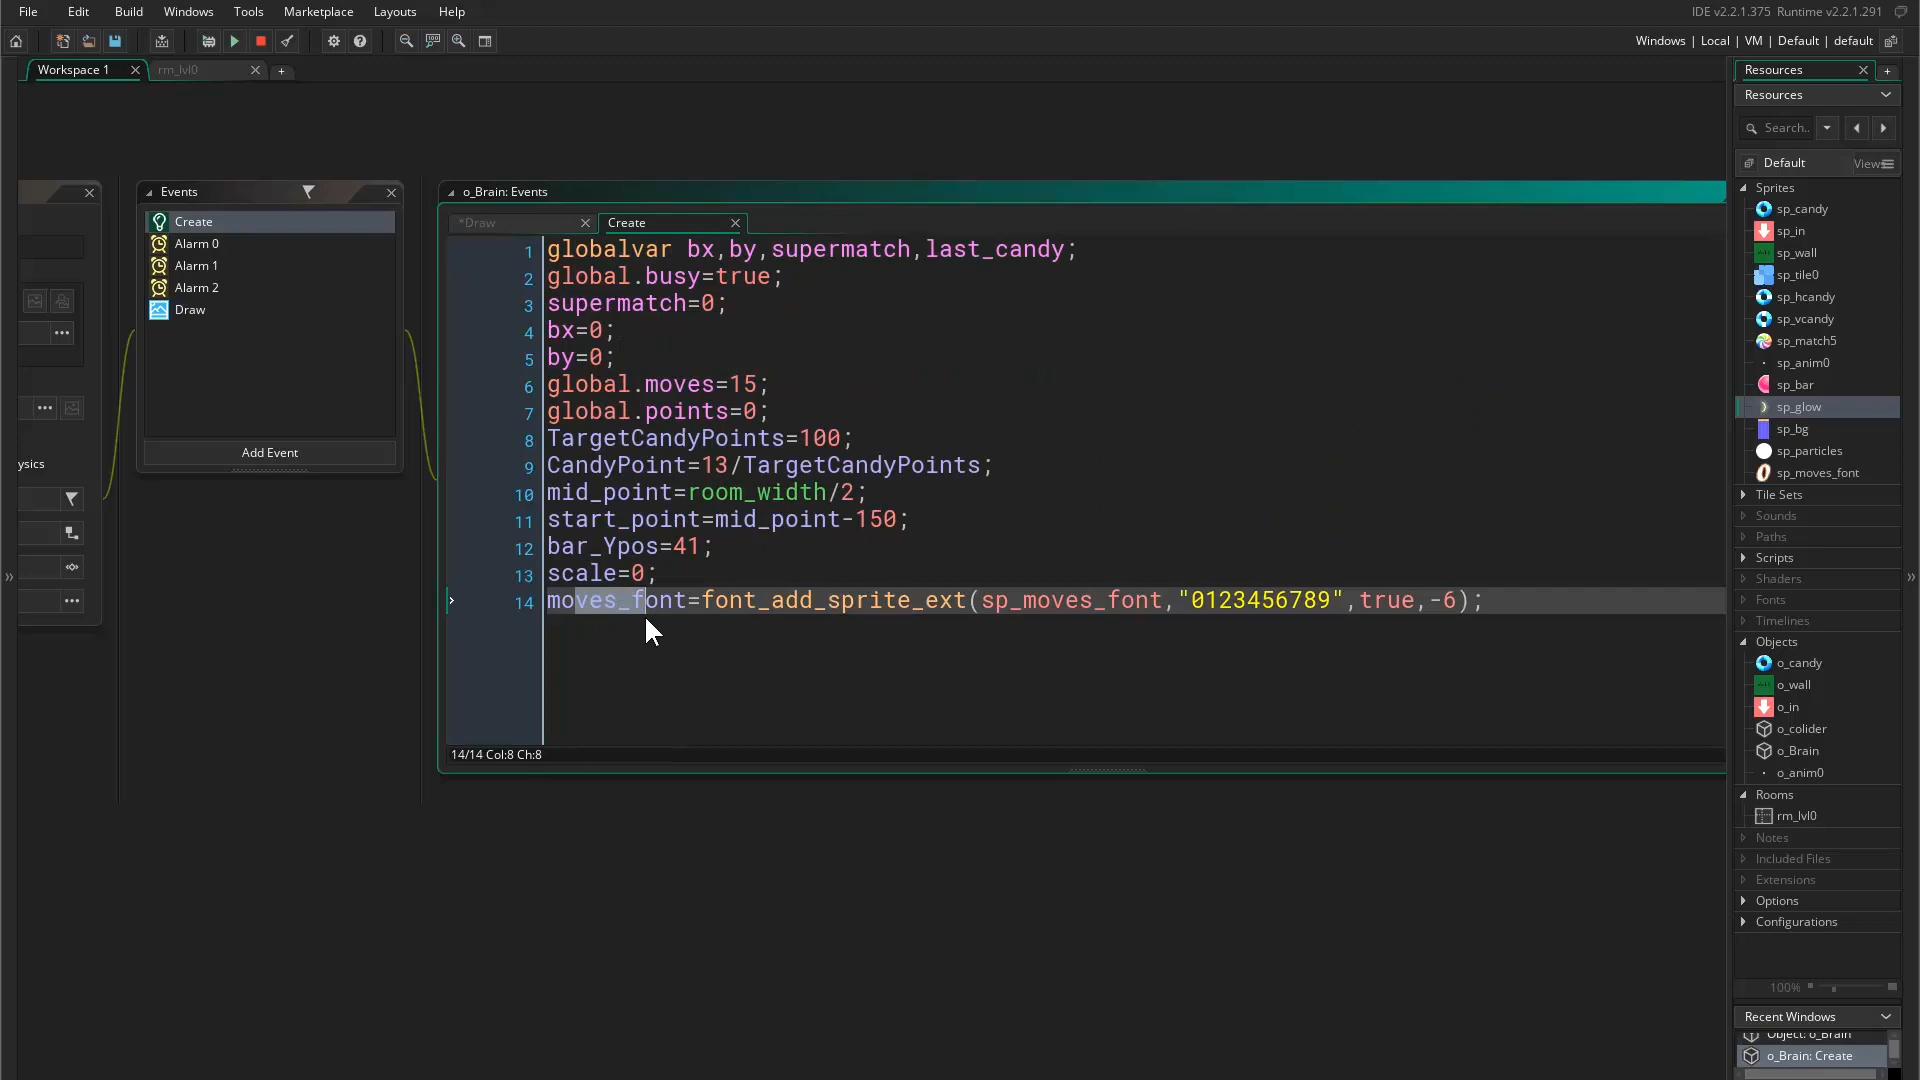 File Edit Build Windows Tools Marketplace Layouts Help
IDE v2.2.1.375 Runtime v2.2.1.291
Windows | Local | VM | Default | default
Workspace 1
rm_lvl0
Resources
Resources
Search..
Default
Views
Events
Create
Alarm 0
Alarm 1
Alarm 2
Draw
Add Event
ysics
o_Brain: Events
*Draw
Create
1 globalvar bx,by,supermatch,last_candy;
2 global.busy=true;
3 supermatch=0;
4 bx=0;
5 by=0;
6 global.moves=15;
7 global.points=0;
8 TargetCandyPoints=100;
9 CandyPoint=13/TargetCandyPoints;
10 mid_point=room_width/2;
11 start_point=mid_point-150;
12 bar_Ypos=41;
13 scale=0;
14 moves_font=font_add_sprite_ext(sp_moves_font,"0123456789",true,-6);
14/14 Col:8 Ch:8
Sprites
sp_candy
sp_in
sp_wall
sp_tile0
sp_hcandy
sp_vcandy
sp_match5
sp_anim0
sp_bar
sp_glow
sp_bg
sp_particles
sp_moves_font
Tile Sets
Sounds
Paths
Scripts
Shaders
Fonts
Timelines
Objects
o_candy
o_wall
o_in
o_colider
o_Brain
o_anim0
Rooms
rm_lvl0
Notes
Included Files
Extensions
Options
Configurations
100%
Recent Windows
Object: o_Brain
o_Brain: Create